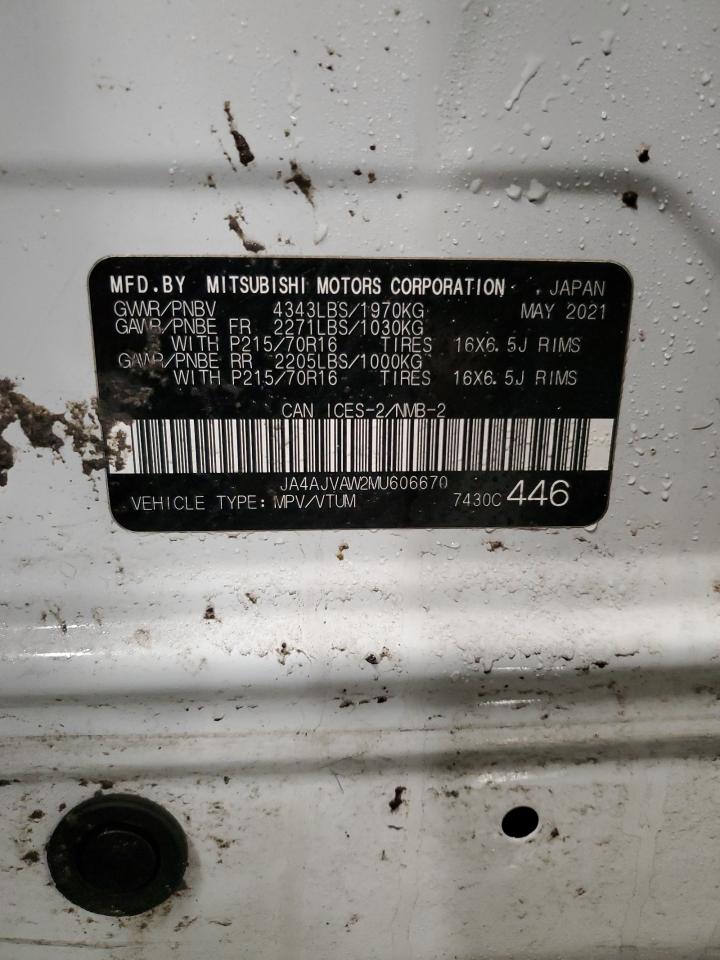 MFD.BY MITSUBISHI MOTORS CORPORATION . JAPAN
GVWR/PNBV 4343LBS/1970KG MAY 2021
GAWR/PNBE FR 2271LBS/1030KG
WITH P215/70R16 TIRES 16X6.5J RIMS
GAWR/PNBE RR 2205LBS/1000KG
WITH P215/70R16 TIRES 16X6.5J RIMS
CAN ICES-2/NMB-2
JA4AJVAW2MU606670
VEHICLE TYPE: MPV/VTUM 7430C 446